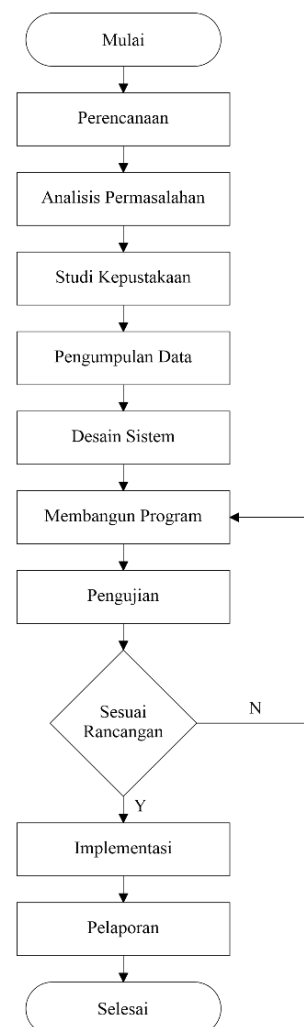 Mulai
Perencanaan
Analisis Permasalahan
Studi Kepustakaan
Pengumpulan Data
Desain Sistem
Membangun Program
Pengujian
Sesuai
Rancangan
N
Y
Implementasi
Pelaporan
Selesai